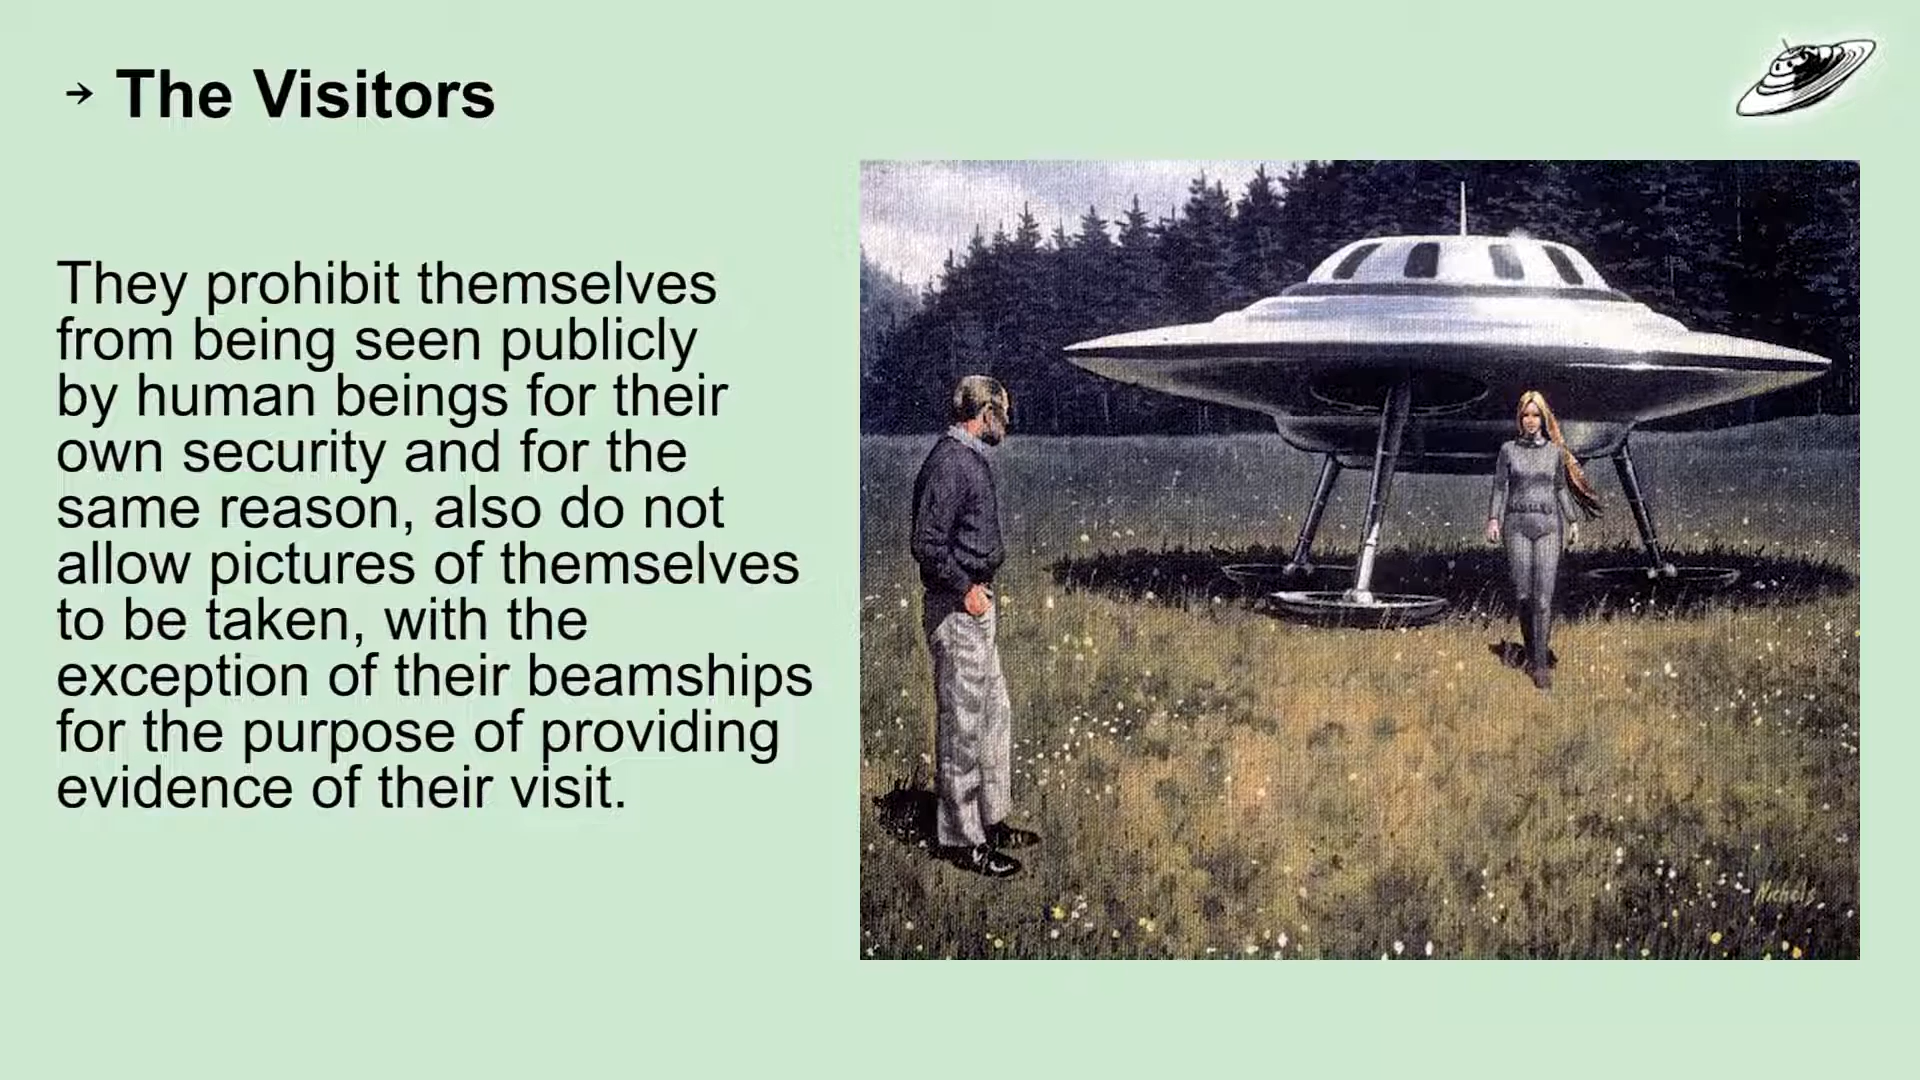 → The Visitors
They prohibit themselves
from being seen publicly
by human beings for their
own security and for the
same reason, also do not
allow pictures of themselves
to be taken, with the
exception of their beamships
for the purpose of providing
evidence of their visit.
Nichols